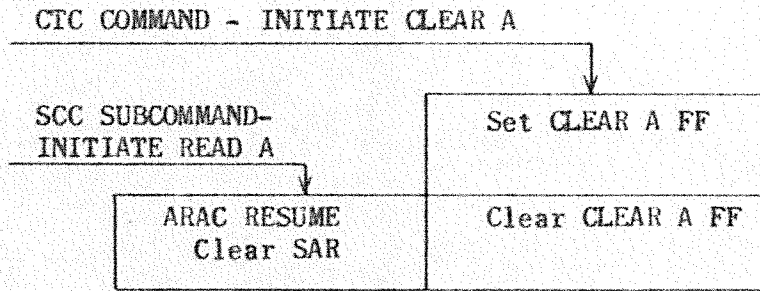 CTC COMMAND - INITIATE CLEAR A
SCC SUBCOMMAND-
INITIATE READ A
Set CLEAR A FF
ARAC RESUME
Clear SAR
Clear CLEAR A FF